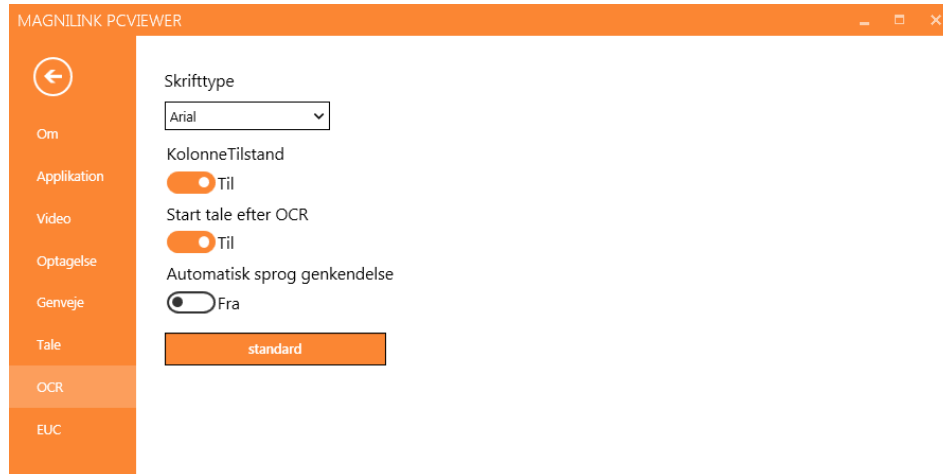 MAGNILINK PCVIEWER
Om
Applikation
Video
Optagelse
Genveje
Tale
OCR
EUC
Skrifttype
Arial
KolonneTilstand
Til
Start tale efter OCR
Til
Automatisk sprog genkendelse
Fra
standard